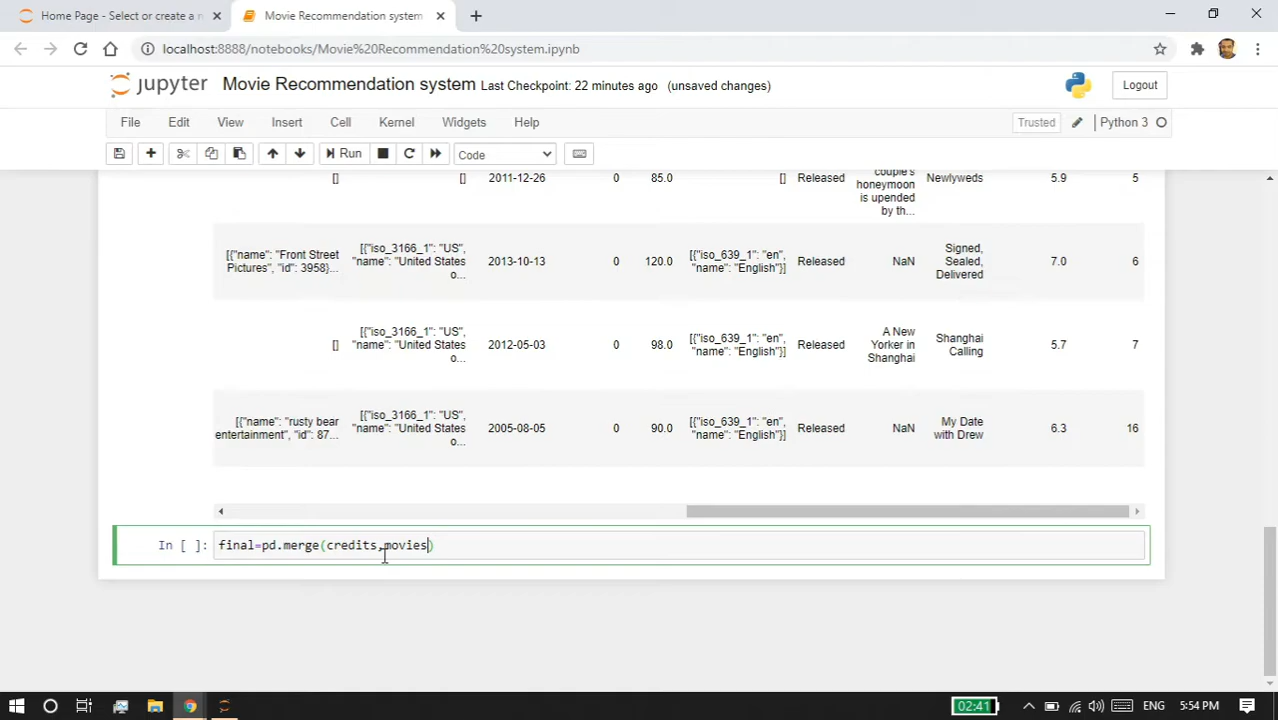 Home Page - Select or create a n
Movie Recommendation system
localhost:8888/notebooks/Movie%20Recommendation%20system.ipynb
jupyter Movie Recommendation system Last Checkpoint: 22 minutes ago (unsaved changes)
Logout
File Edit View Insert Cell Kernel Widgets Help
Trusted Python 3
Run Code
couple's
[] [] 2011-12-26 0 85.0 [] Released honeymoon Newlyweds 5.9 5
is upended
by th...
[{"name": "Front Street [{"iso_3166_1": "US", Signed,
Pictures", "id": 3958}... "name": "United States 2013-10-13 0 120.0 [{"iso_639_1": "en", Released NaN Sealed, 7.0 6
o... "name": "English"}] Delivered
[{"iso_3166_1": "US", A New
[] "name": "United States 2012-05-03 0 98.0 [{"iso_639_1": "en", Released Yorker in Shanghai 5.7 7
o... "name": "English"}] Shanghai Calling
[{"name": "rusty bear [{"iso_3166_1": "US", My Date
entertainment", "id": 87... "name": "United States 2005-08-05 0 90.0 [{"iso_639_1": "en", Released NaN with Drew 6.3 16
o... "name": "English"}]
In [ ]: final=pd.merge(credits,movies)
02:41 ENG 5:54 PM